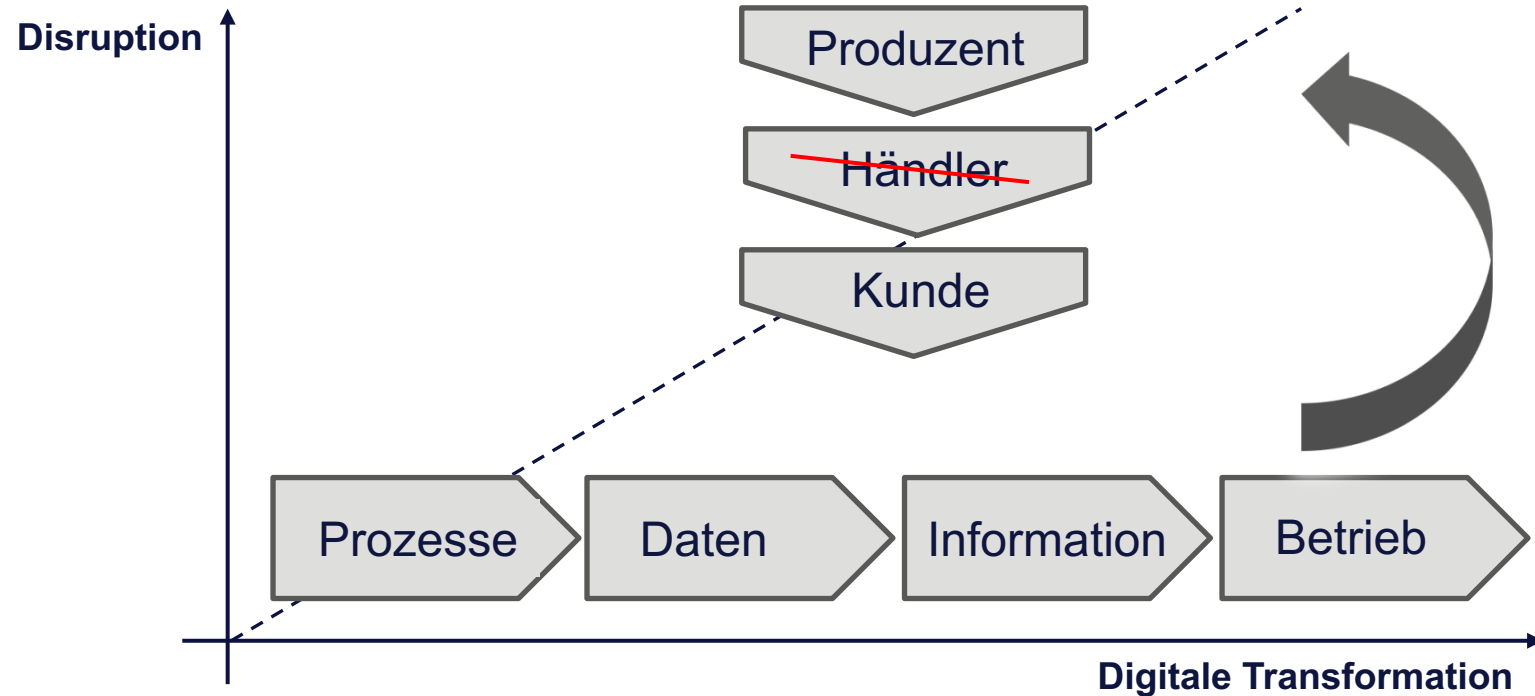 Disruption
Produzent
Händler
Kunde
Prozesse
Daten
Information
Betrieb
Digitale Transformation